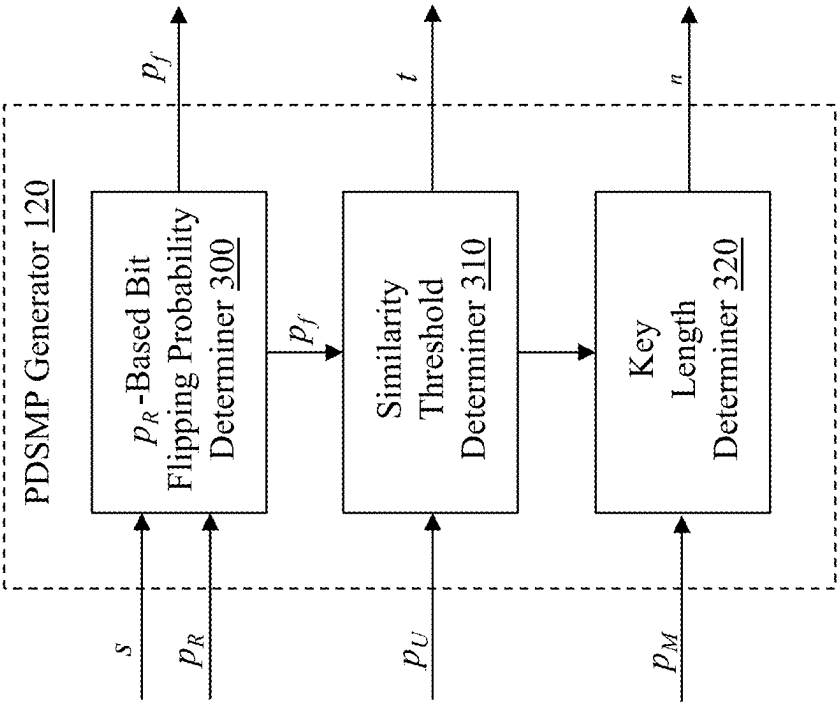 PDSMP Generator 120
s
p_R
p_R-Based Bit
Flipping Probability
Determiner 300
p_f
p_f
p_U
Similarity
Threshold
Determiner 310
t
p_M
Key
Length
Determiner 320
n